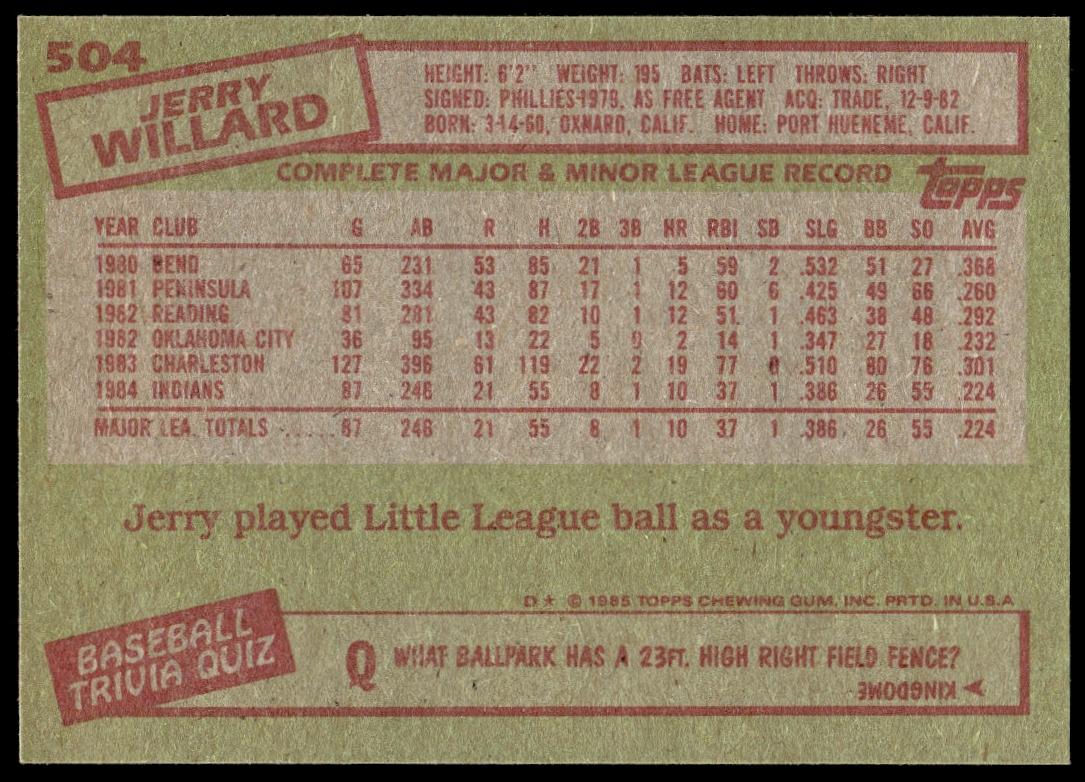 504
JERRY
WILLARD
HEIGHT: 6'2" WEIGHT: 195 BATS: LEFT THROWS: RIGHT
SIGNED: PHILLIES-1979, AS FREE AGENT ACQ: TRADE, 12-9-82
BORN: 3-14-60, OXNARD, CALIF. HOME: PORT HUENEME, CALIF.
COMPLETE MAJOR & MINOR LEAGUE RECORD
topps
YEAR CLUB G AB R H 2B 3B HR RBI SB SLG BB SO AVG
1980 BEND 65 231 53 85 21 1 5 59 2 .532 51 27 .368
1981 PENINSULA 107 334 43 87 17 1 12 60 6 .425 49 66 .260
1982 READING 81 281 43 82 10 1 12 51 1 .463 38 48 .292
1982 OKLAHOMA CITY 36 95 13 22 5 0 2 14 1 .347 27 18 .232
1983 CHARLESTON 127 396 61 119 22 2 19 77 0 .510 80 76 .301
1984 INDIANS 87 246 21 55 8 1 10 37 1 .386 26 55 .224
MAJOR LEA. TOTALS ......87 246 21 55 8 1 10 37 1 .386 26 55 .224
Jerry played Little League ball as a youngster.
D★ © 1985 TOPPS CHEWING GUM, INC. PRTD. IN U.S.A
BASEBALL
TRIVIA QUIZ
Q WHAT BALLPARK HAS A 23FT. HIGH RIGHT FIELD FENCE?
KINGDOME